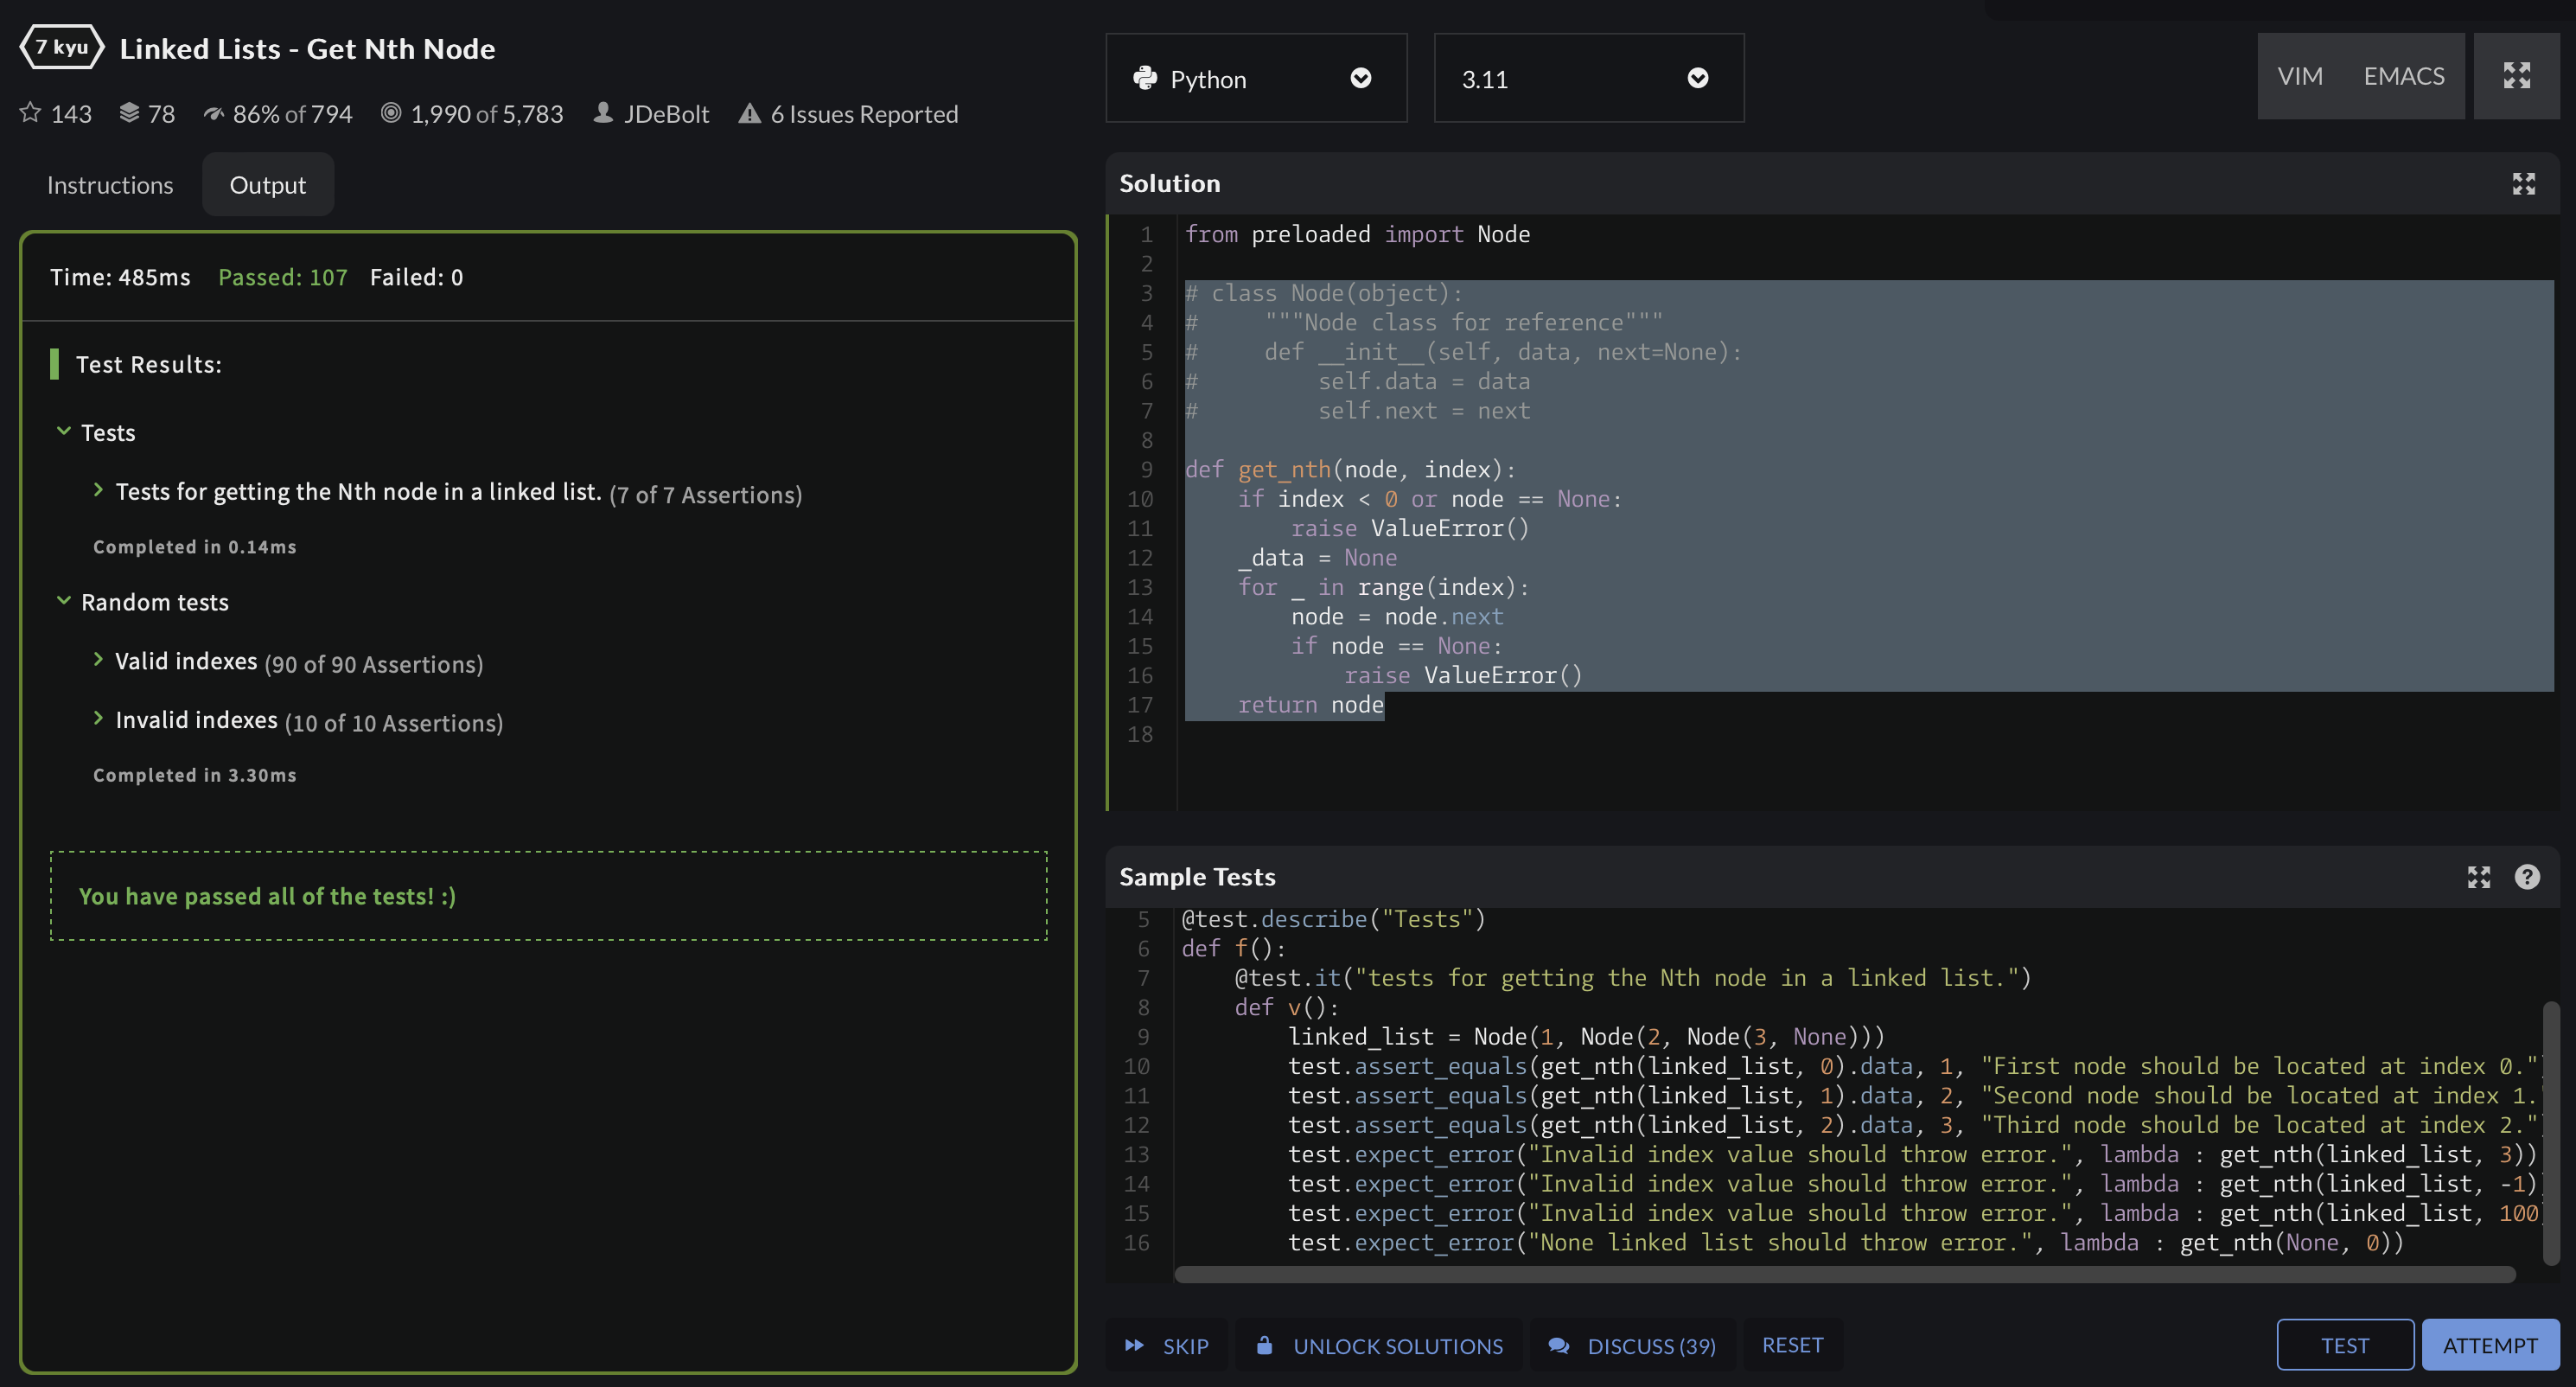 7 kyu Linked Lists - Get Nth Node
143 78 86% of 794 1,990 of 5,783 JDeBolt 6 Issues Reported
Instructions Output
Time: 485ms Passed: 107 Failed: 0
Test Results:
Tests
Tests for getting the Nth node in a linked list. (7 of 7 Assertions)
Completed in 0.14ms
Random tests
Valid indexes (90 of 90 Assertions)
Invalid indexes (10 of 10 Assertions)
Completed in 3.30ms
You have passed all of the tests! :)
Python 3.11 VIM EMACS
Solution
1 from preloaded import Node
2
3 # class Node(object):
4 #     """Node class for reference"""
5 #     def __init__(self, data, next=None):
6 #         self.data = data
7 #         self.next = next
8
9 def get_nth(node, index):
10     if index < 0 or node == None:
11         raise ValueError()
12     _data = None
13     for _ in range(index):
14         node = node.next
15         if node == None:
16             raise ValueError()
17     return node
18
Sample Tests
5 @test.describe("Tests")
6 def f():
7     @test.it("tests for getting the Nth node in a linked list.")
8     def v():
9         linked_list = Node(1, Node(2, Node(3, None)))
10         test.assert_equals(get_nth(linked_list, 0).data, 1, "First node should be located at index 0.")
11         test.assert_equals(get_nth(linked_list, 1).data, 2, "Second node should be located at index 1.
12         test.assert_equals(get_nth(linked_list, 2).data, 3, "Third node should be located at index 2.")
13         test.expect_error("Invalid index value should throw error.", lambda : get_nth(linked_list, 3))
14         test.expect_error("Invalid index value should throw error.", lambda : get_nth(linked_list, -1)
15         test.expect_error("Invalid index value should throw error.", lambda : get_nth(linked_list, 100
16         test.expect_error("None linked list should throw error.", lambda : get_nth(None, 0))
SKIP UNLOCK SOLUTIONS DISCUSS (39) RESET TEST ATTEMPT